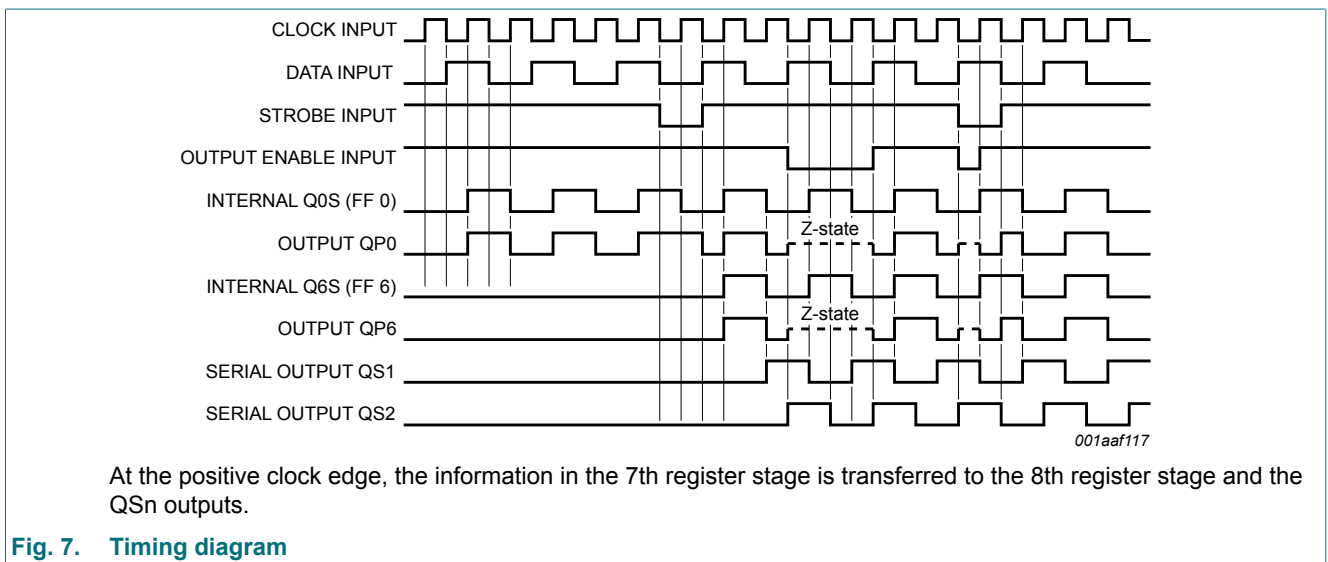 CLOCK INPUT
DATA INPUT
STROBE INPUT
OUTPUT ENABLE INPUT
INTERNAL Q0S (FF 0)
Z-state
OUTPUT QP0
INTERNAL Q6S (FF 6)
Z-state
OUTPUT QP6
SERIAL OUTPUT QS1
SERIAL OUTPUT QS2
001aaf117
At the positive clock edge, the information in the 7th register stage is transferred to the 8th register stage and the
QSn outputs.
Fig. 7. Timing diagram